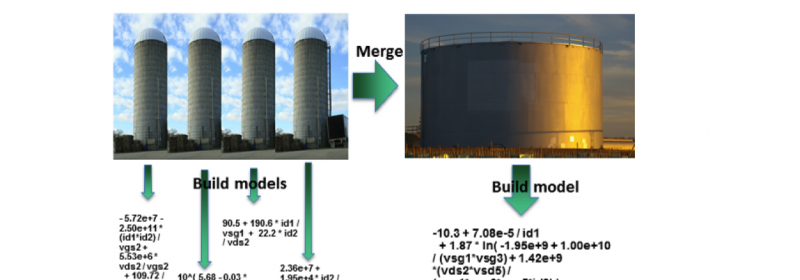 Merge
Build models
Build model
- 5.72e+7 -
2.50e+11 *
(id1*id2) /
vgs2 +
5.53e+6 *
vds2 / vgs2
+ 109.72 /
10^( 5.68 - 0.03 *
90.5 + 190.6 * id1 /
vsg1 + 22.2 * id2
/ vds2
2.36e+7 +
1.95e+4 * id2 /
-10.3 + 7.08e-5 / id1
+ 1.87 * ln( -1.95e+9 + 1.00e+10
/ (vsg1*vsg3) + 1.42e+9
*(vds2*vsd5) /